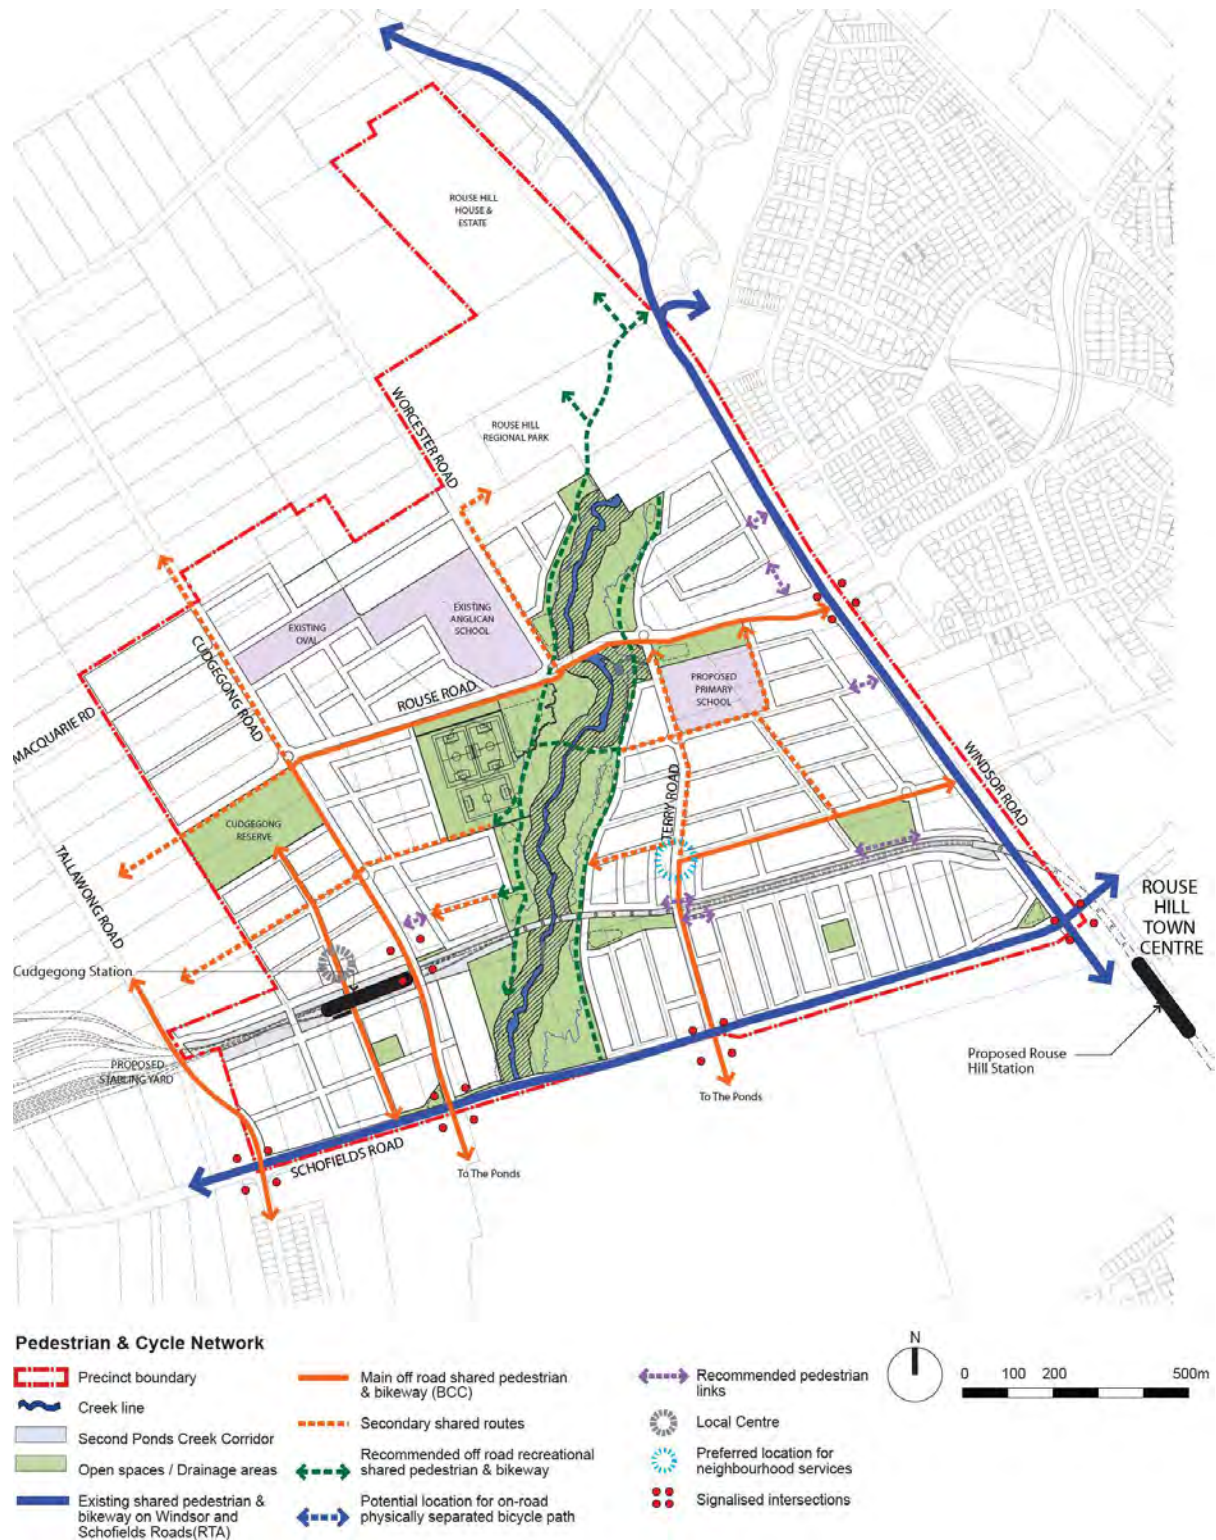 ROUSE HILL
HOUSE &
ESTATE
WORCESTER ROAD
ROUSE HILL
REGIONAL PARK
EXISTING
ANGLICAN
SCHOOL
EXISTING
OVAL
CUDGEGONG ROAD
ROUSE ROAD
MACQUARIE RD
PROPOSED
PRIMARY
SCHOOL
WINDSOR ROAD
TERRY ROAD
CUDGEGONG
RESERVE
TALLAWONG ROAD
ROUSE
HILL
TOWN
CENTRE
Cudgegong Station
PROPOSED
STABLING YARD
Proposed Rouse
Hill Station
To The Ponds
SCHOFIELDS ROAD
To The Ponds
Pedestrian & Cycle Network
Precinct boundary
Creek line
Second Ponds Creek Corridor
Open spaces / Drainage areas
Existing shared pedestrian &
bikeway on Windsor and
Schofields Roads(RTA)
Main off road shared pedestrian
& bikeway (BCC)
Secondary shared routes
Recommended off road recreational
shared pedestrian & bikeway
Potential location for on-road
physically separated bicycle path
Recommended pedestrian
links
Local Centre
Preferred location for
neighbourhood services
Signalised intersections
N
0 100 200 500m